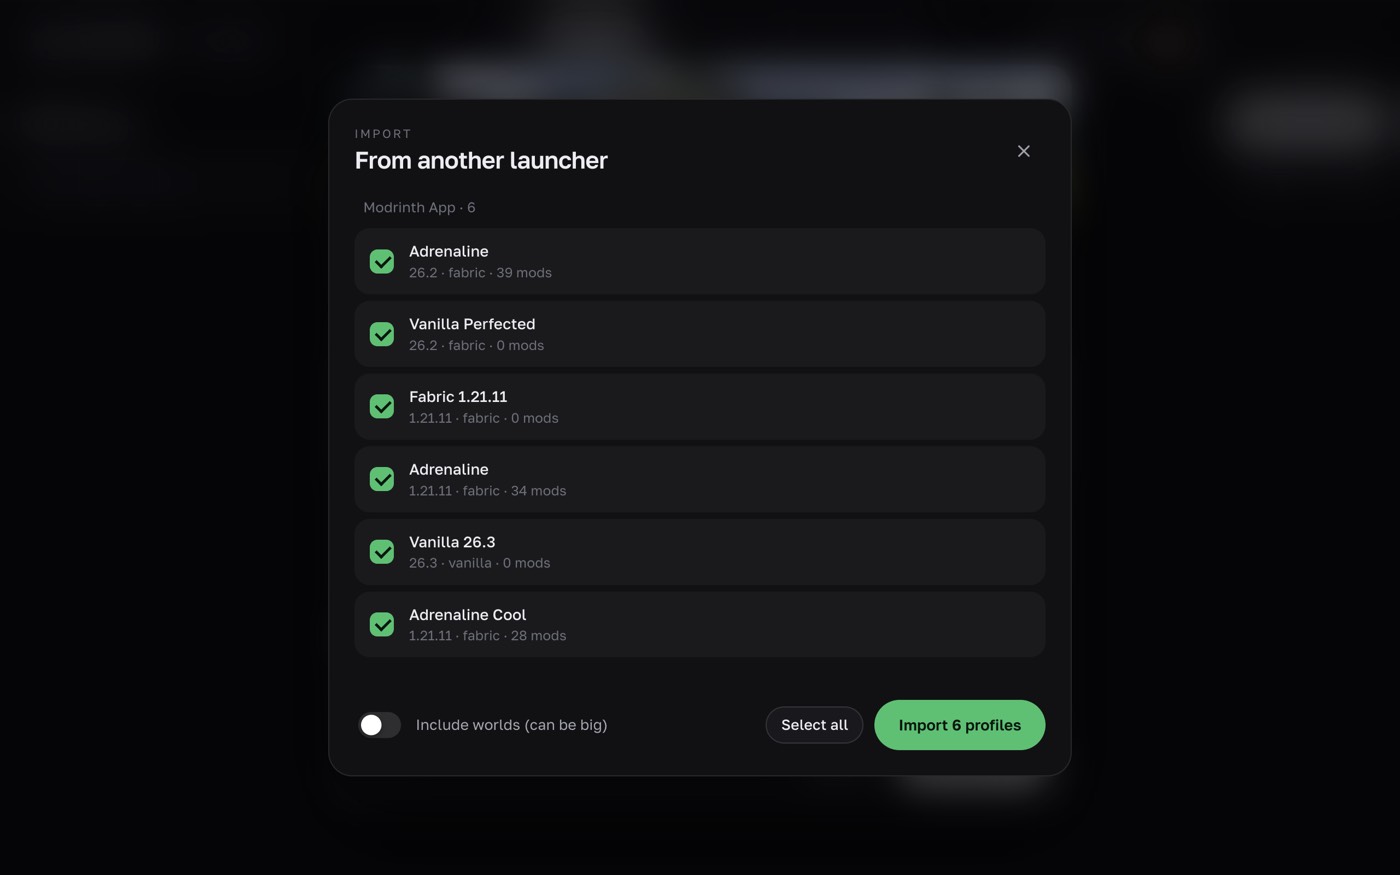 IMPORT
From another launcher
Modrinth App · 6
Adrenaline
26.2 · fabric · 39 mods
Vanilla Perfected
26.2 · fabric · 0 mods
Fabric 1.21.11
1.21.11 · fabric · 0 mods
Adrenaline
1.21.11 · fabric · 34 mods
Vanilla 26.3
26.3 · vanilla · 0 mods
Adrenaline Cool
1.21.11 · fabric · 28 mods
Include worlds (can be big)
Select all
Import 6 profiles